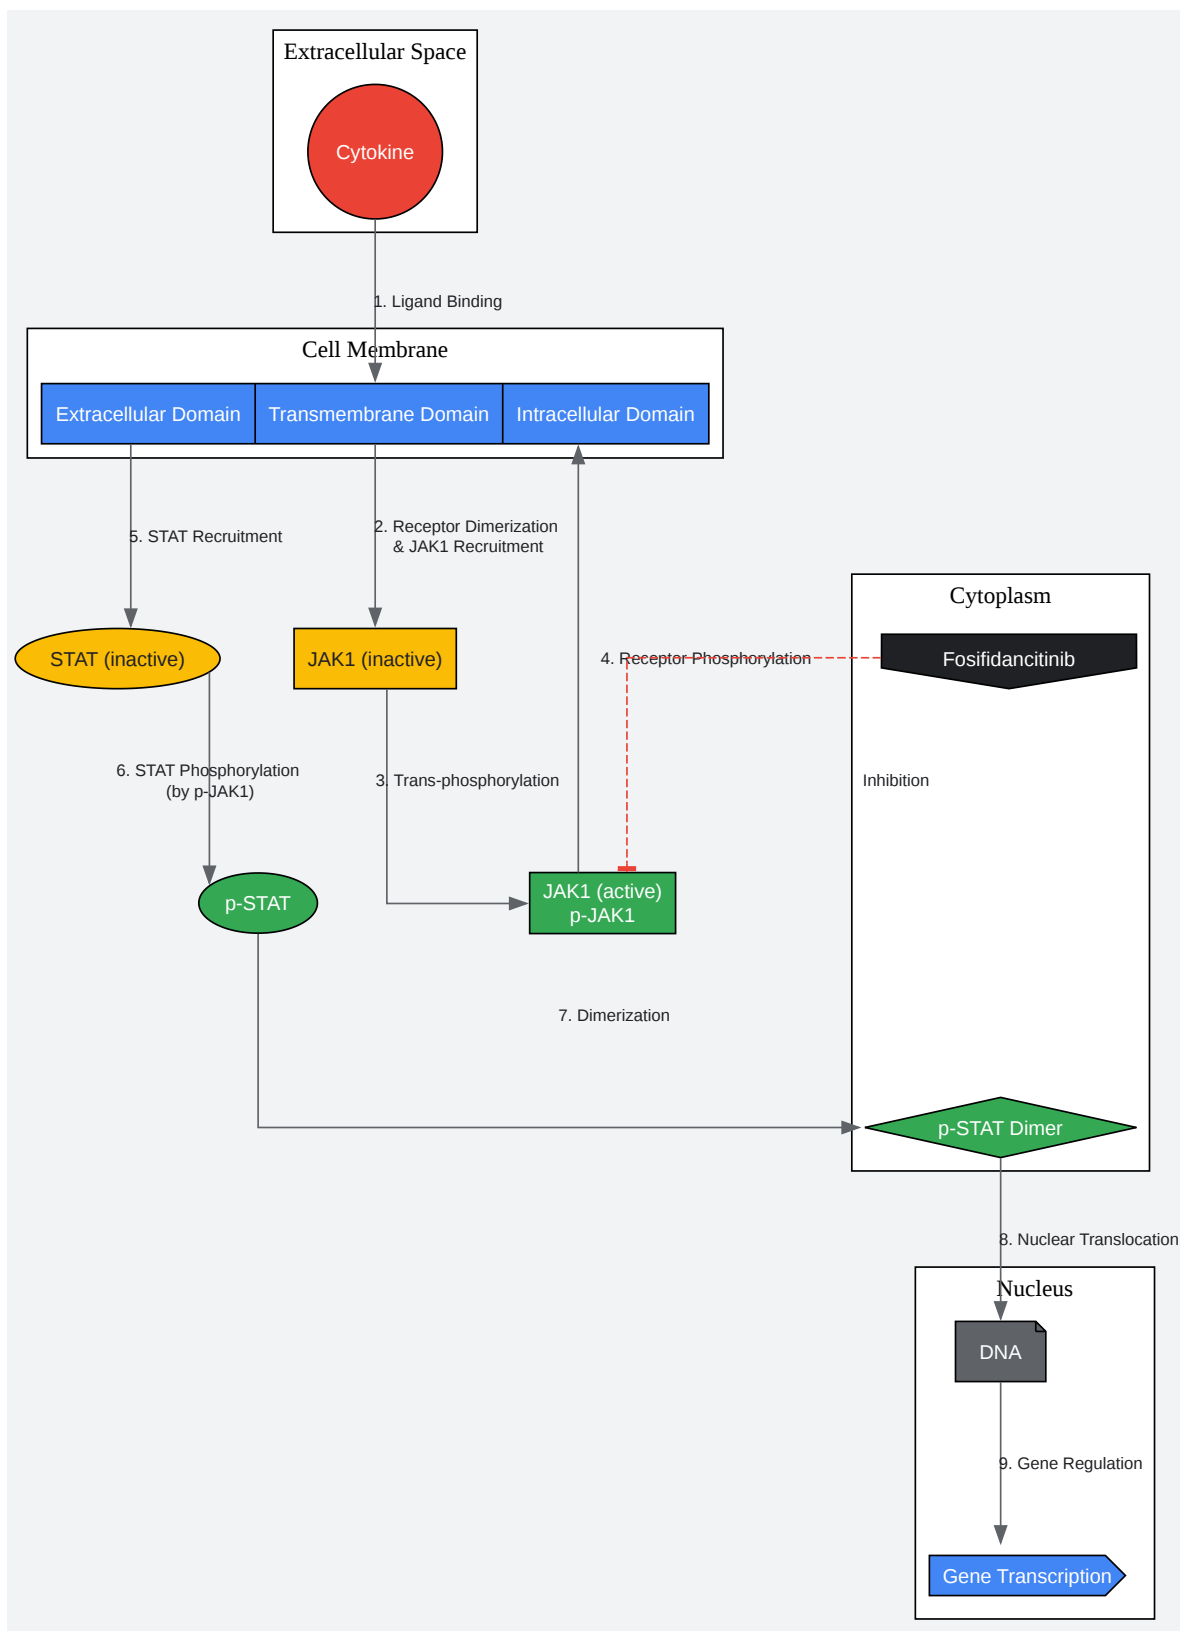 Extracellular Space
Cytokine
1. Ligand Binding
Cell Membrane
Extracellular Domain
Transmembrane Domain
Intracellular Domain
5. STAT Recruitment
2. Receptor Dimerization
& JAK1 Recruitment
Cytoplasm
STAT (inactive)
JAK1 (inactive)
4. Receptor Phosphorylation
Fosifidancitinib
6. STAT Phosphorylation
(by p-JAK1)
3. Trans-phosphorylation
Inhibition
p-STAT
JAK1 (active)
p-JAK1
7. Dimerization
p-STAT Dimer
8. Nuclear Translocation
Nucleus
DNA
9. Gene Regulation
Gene Transcription